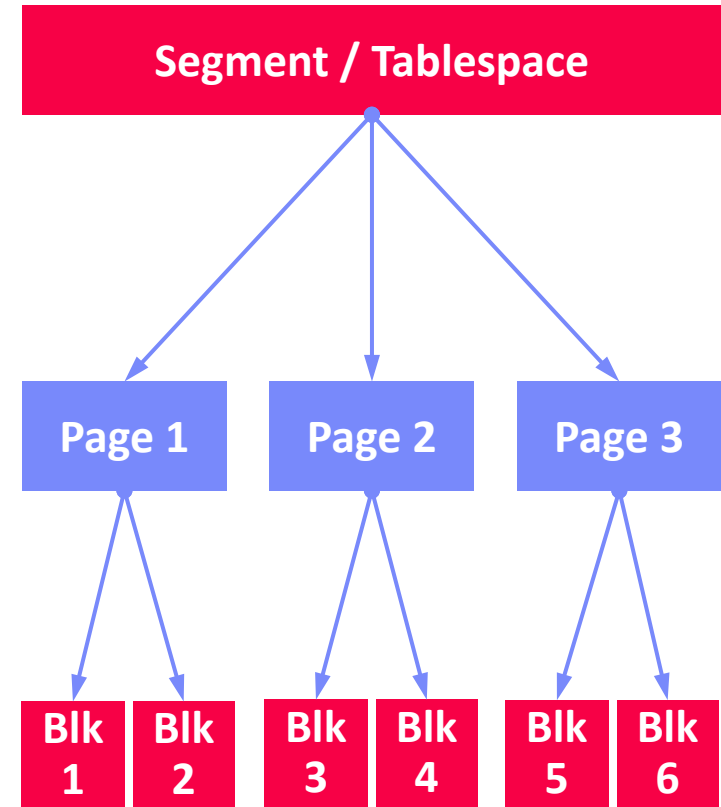 Segment / Tablespace
Page 1
Page 2
Page 3
Blk
1
Blk
2
Blk
3
Blk
4
Blk
5
Blk
6